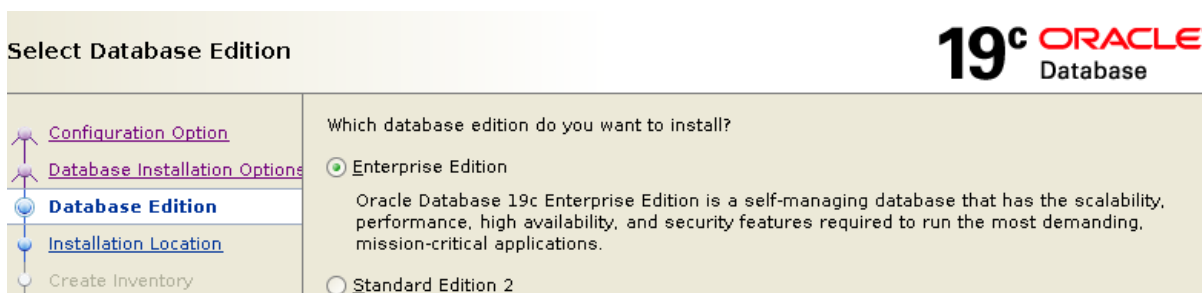 Select Database Edition
19c ORACLE
Database
Configuration Option
Database Installation Options
Database Edition
Installation Location
Create Inventory
Which database edition do you want to install?
Enterprise Edition
Oracle Database 19c Enterprise Edition is a self-managing database that has the scalability,
performance, high availability, and security features required to run the most demanding,
mission-critical applications.
Standard Edition 2